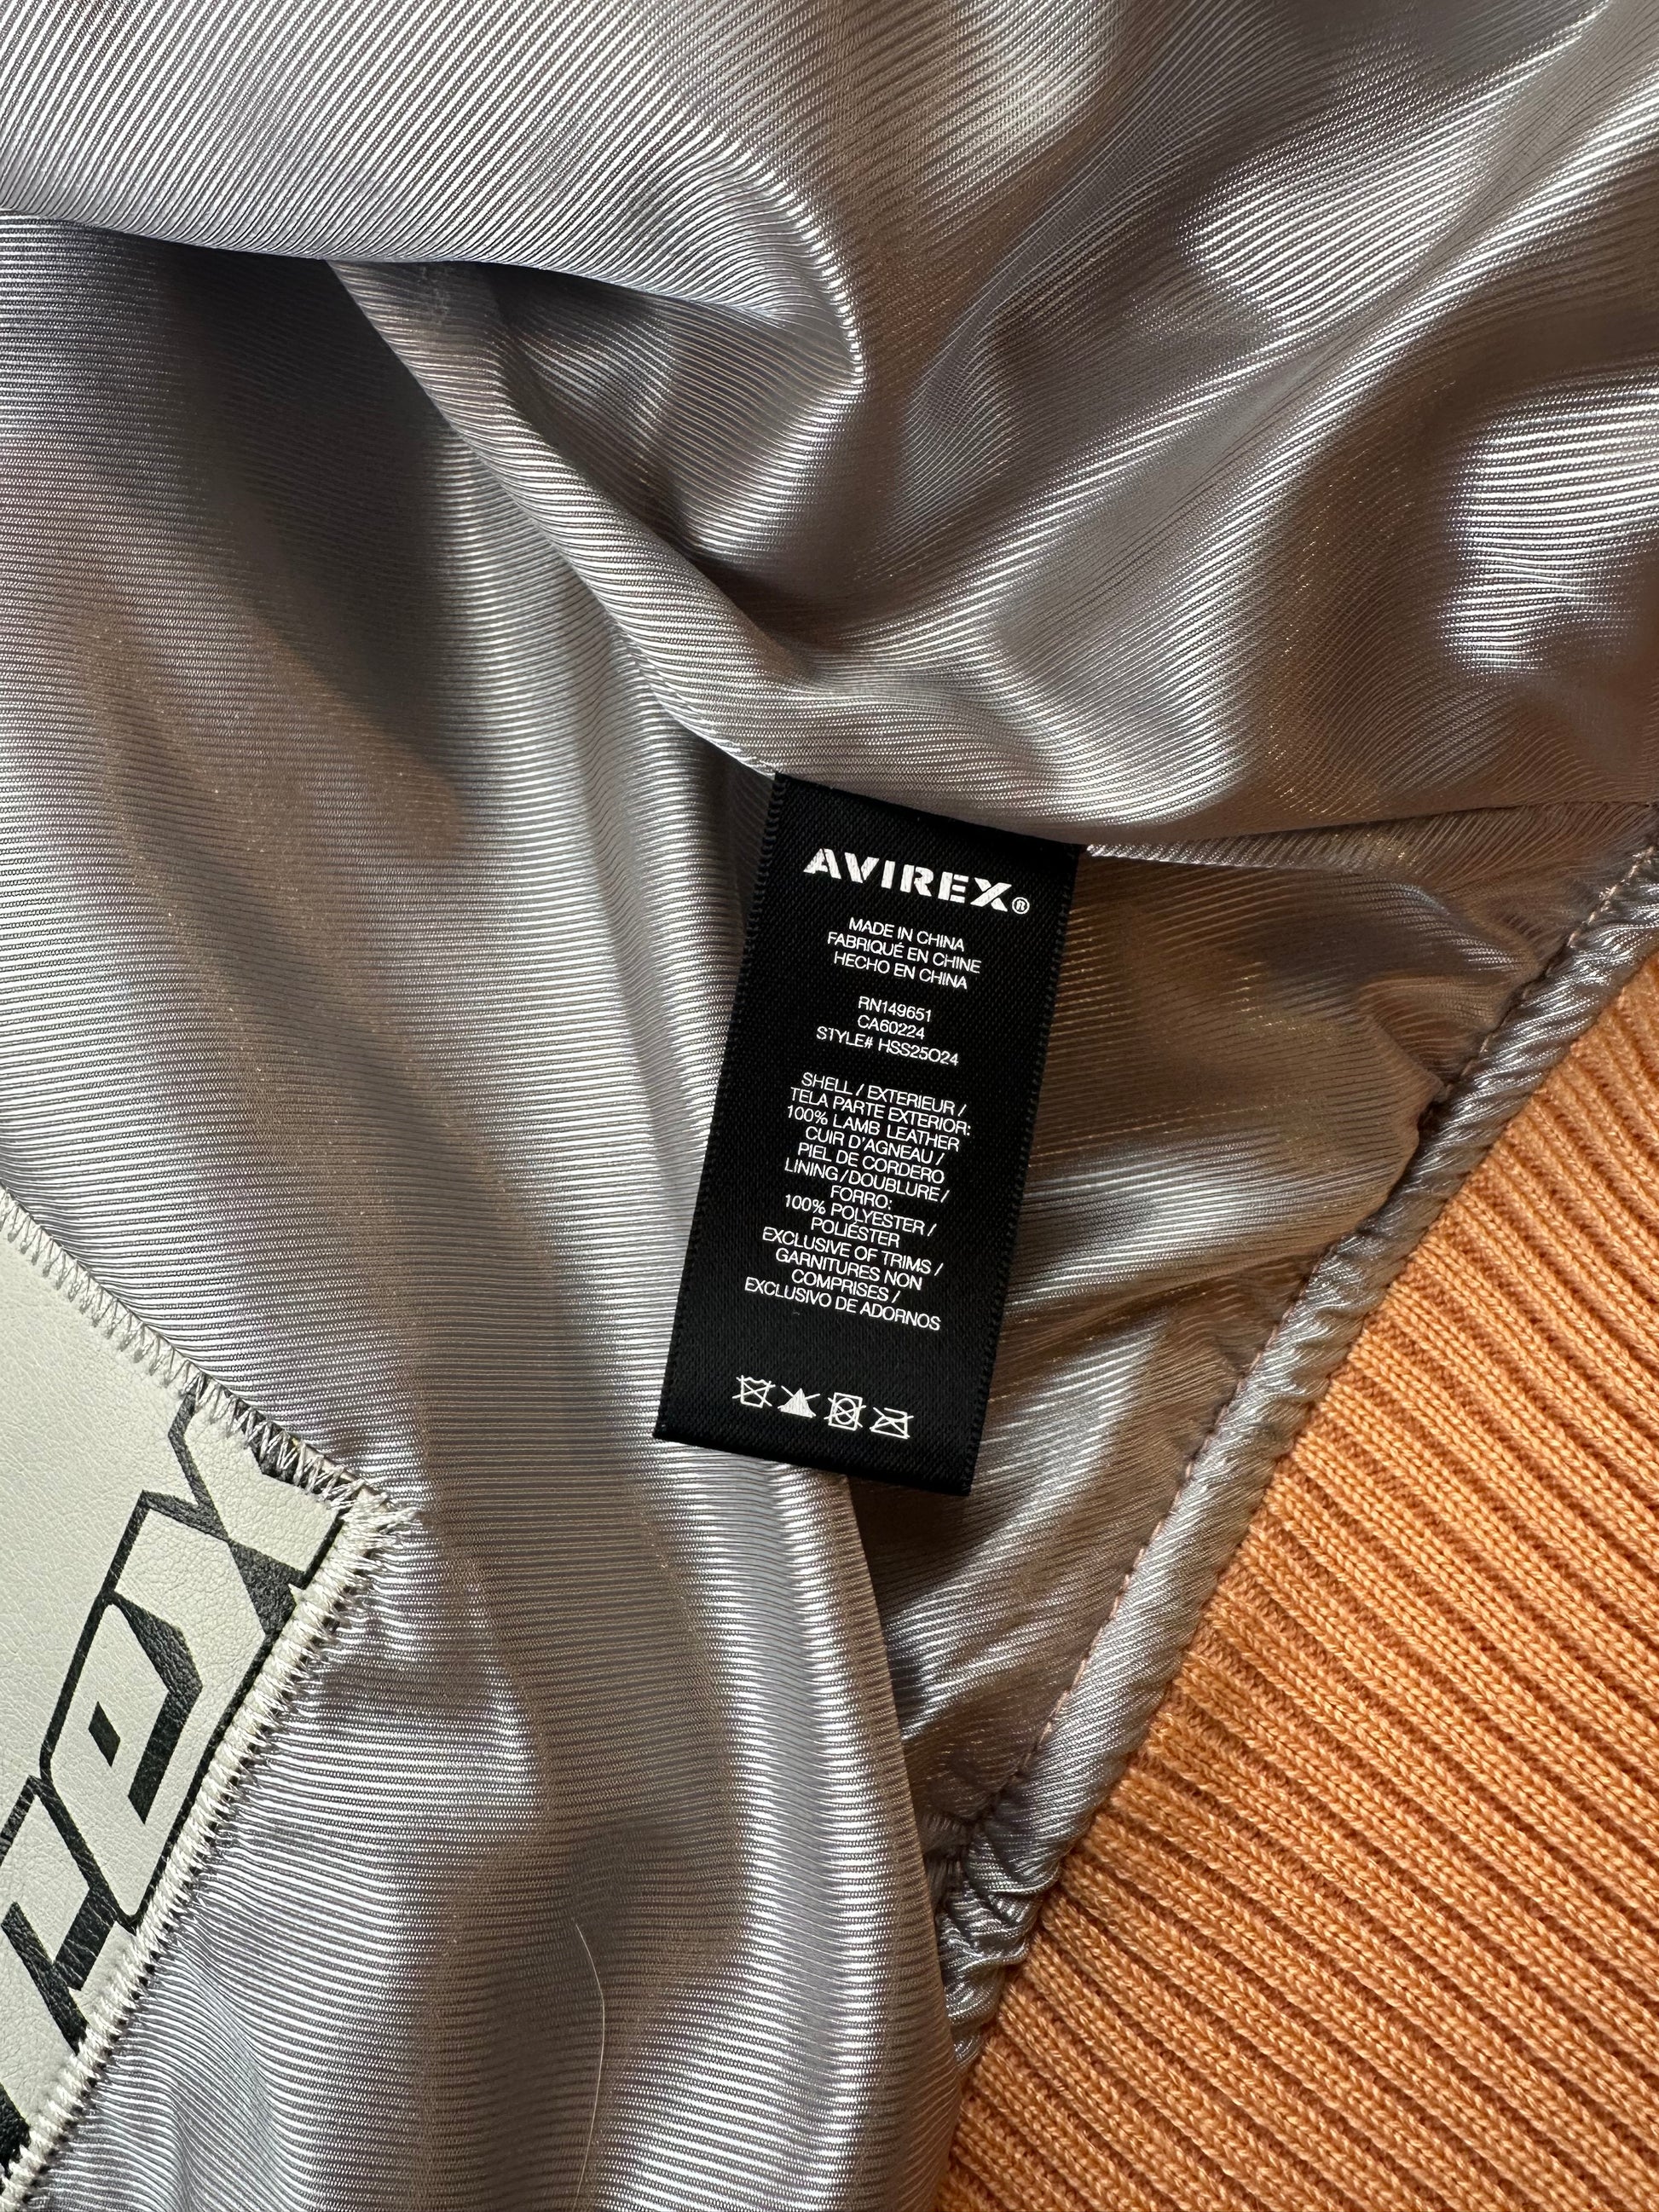 AVIREX®
MADE IN CHINA
FABRIQUÉ EN CHINE
HECHO EN CHINA
RN149651
CA60224
STYLE# HSS25O24
SHELL / EXTERIEUR /
TELA PARTE EXTERIOR:
100% LAMB LEATHER
CUIR D'AGNEAU /
PIEL DE CORDERO
LINING / DOUBLURE /
FORRO:
100% POLYESTER /
POLIÉSTER
EXCLUSIVE OF TRIMS /
GARNITURES NON
COMPRISES /
EXCLUSIVO DE ADORNOS